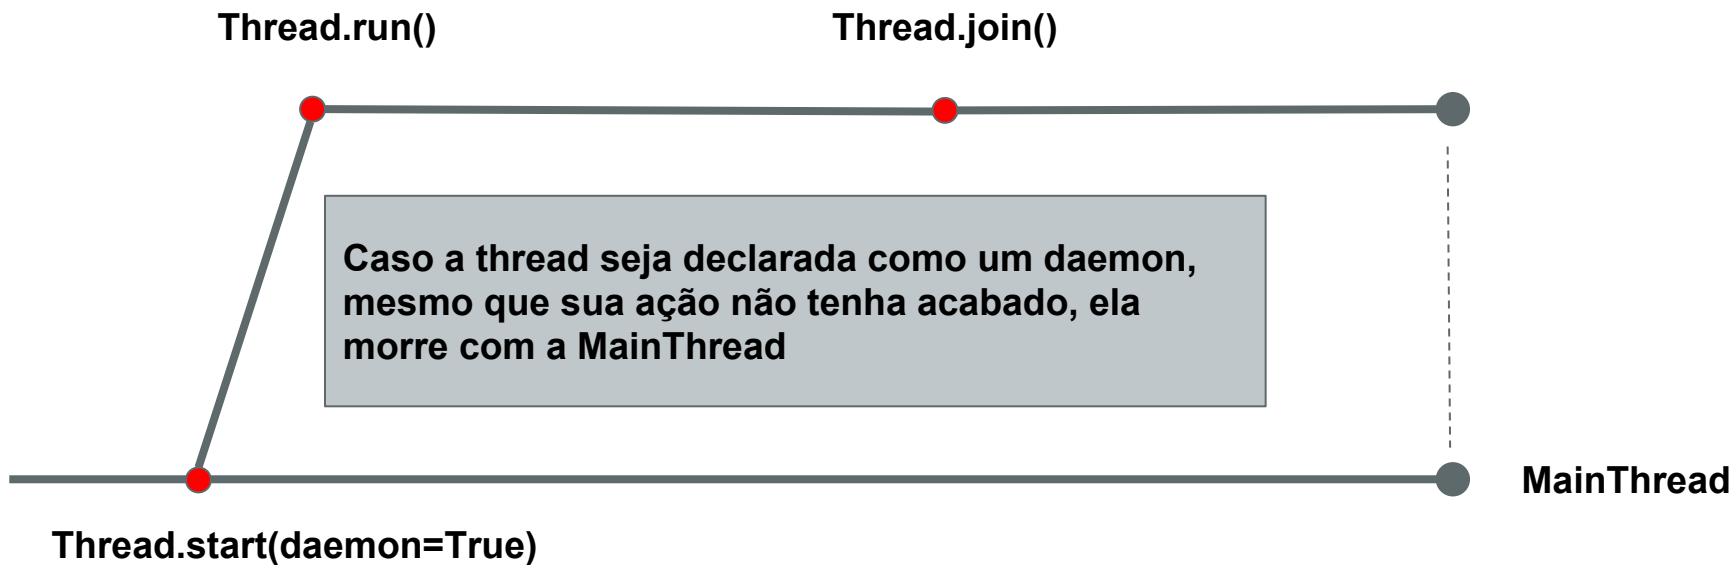 Thread.run()
Thread.join()
Caso a thread seja declarada como um daemon,
mesmo que sua ação não tenha acabado, ela
morre com a MainThread
MainThread
Thread.start(daemon=True)